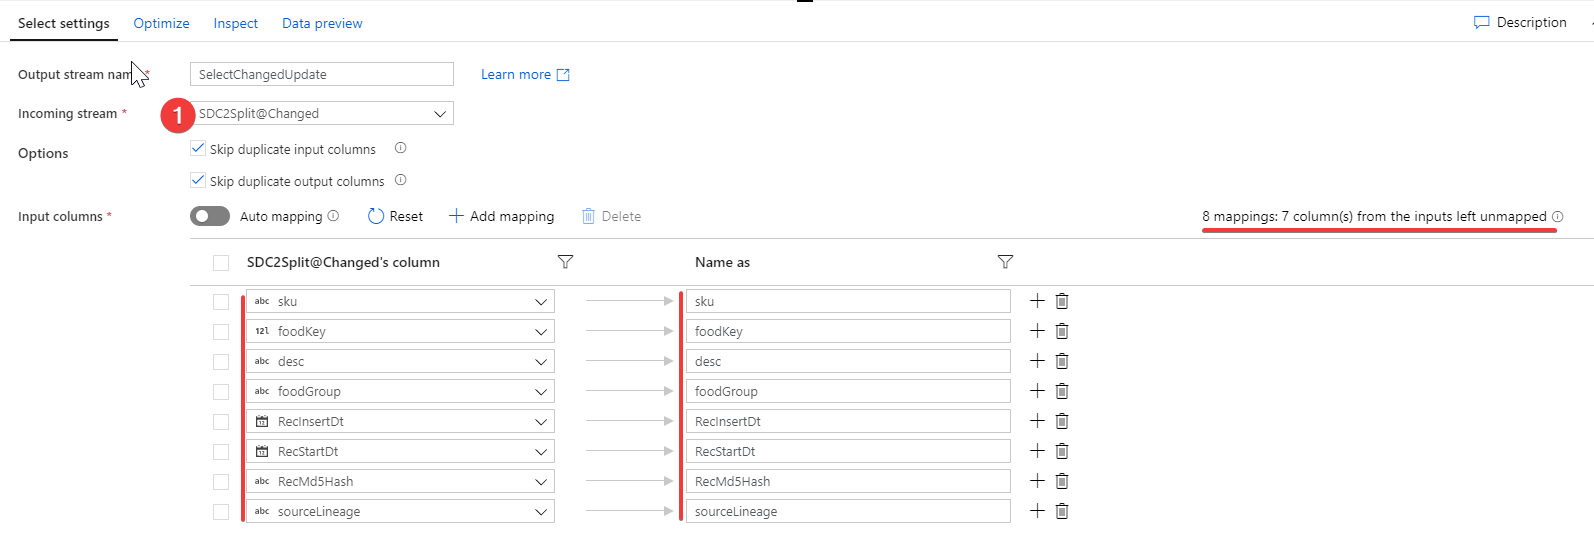 Select settings Optimize Inspect Data preview Description
Output stream nam * SelectChangedUpdate Learn more
Incoming stream * 1 SDC2Split@Changed
Options Skip duplicate input columns
Skip duplicate output columns
Input columns * Auto mapping Reset Add mapping Delete 8 mappings: 7 column(s) from the inputs left unmapped
SDC2Split@Changed's column Name as
abc sku sku
12l foodKey foodKey
abc desc desc
abc foodGroup foodGroup
12 RecInsertDt RecInsertDt
12 RecStartDt RecStartDt
abc RecMd5Hash RecMd5Hash
abc sourceLineage sourceLineage